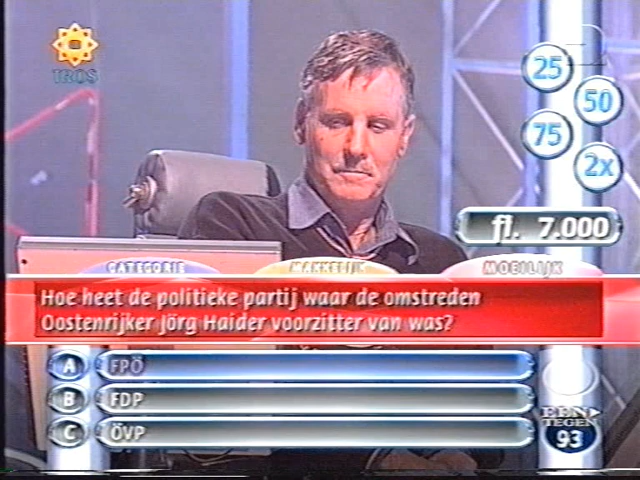 TROS
25
50
75
2x
fl. 7.000
CATEGORIE MAKKELIJK MOEILIJK
Hoe heet de politieke partij waar de omstreden
Oostenrijker Jörg Haider voorzitter van was?
A FPÖ
B FDP
C ÖVP
EEN
TEGEN
93